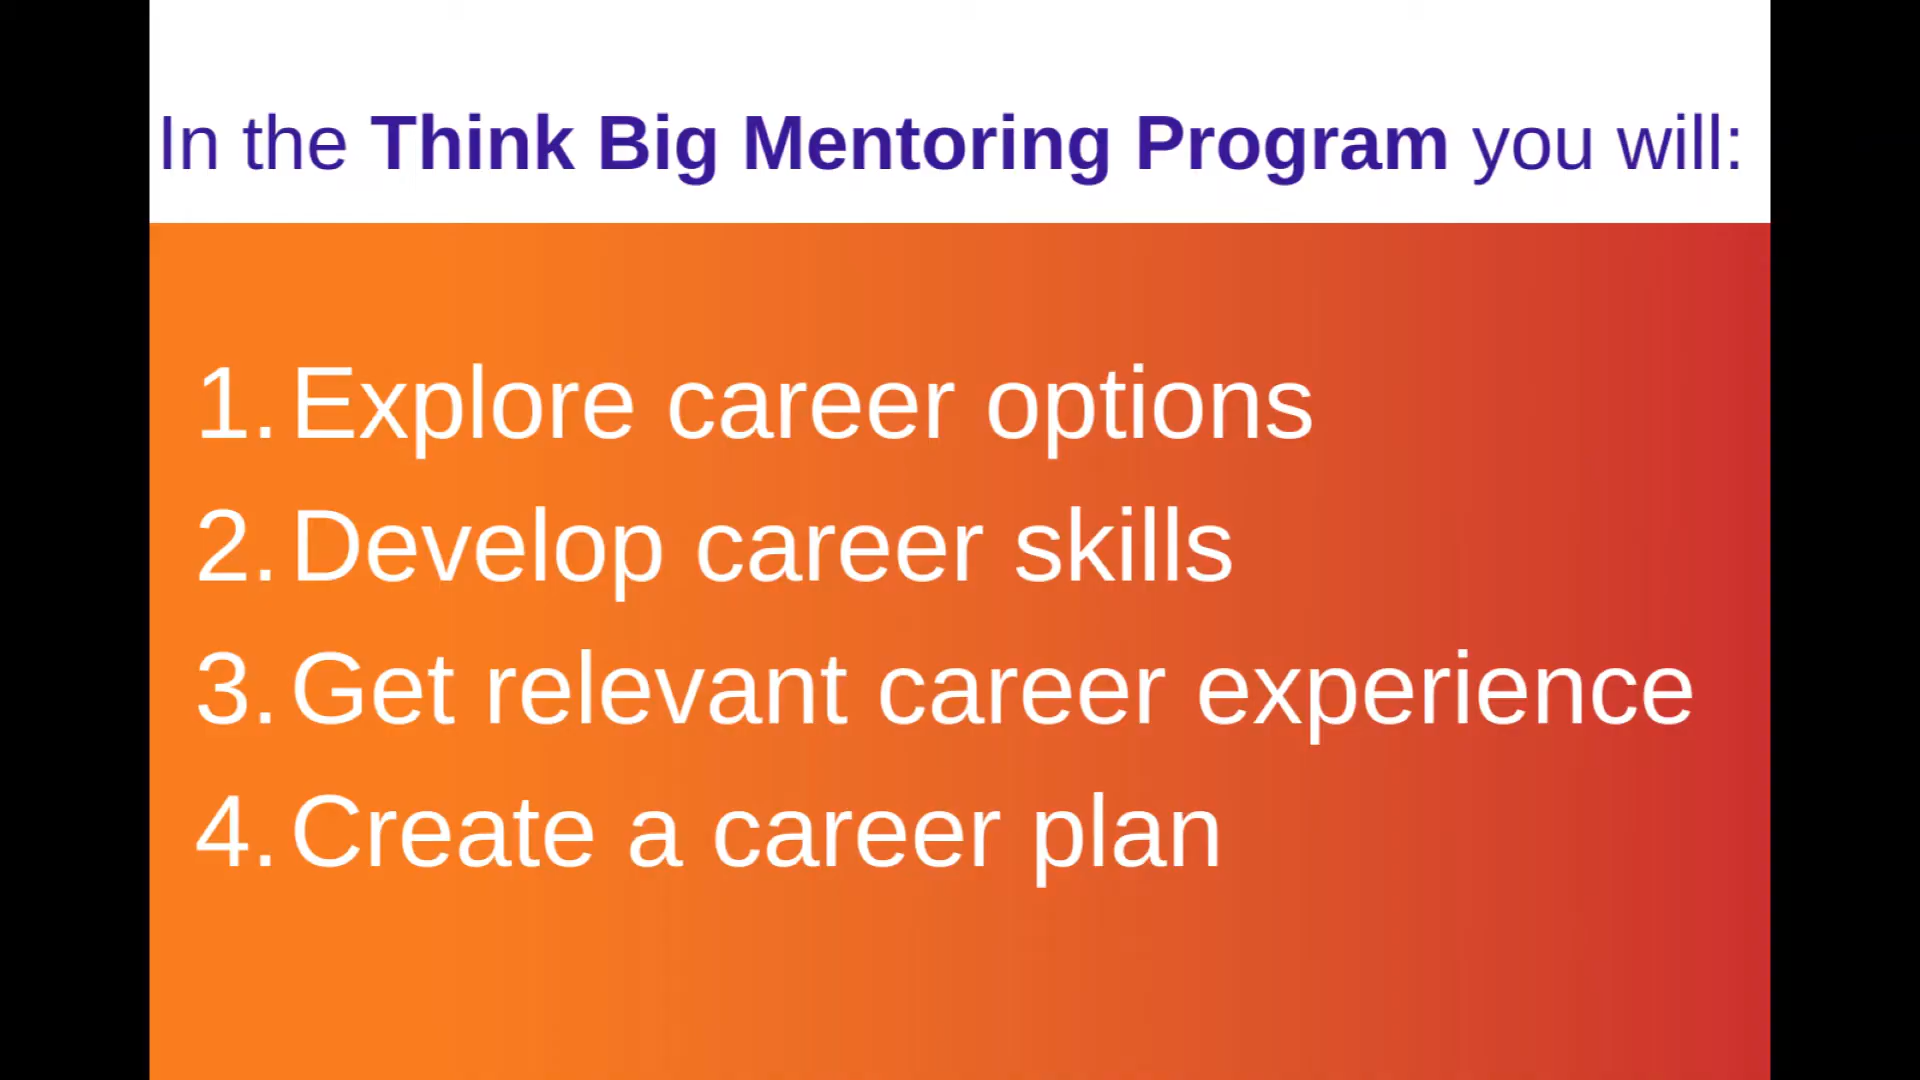 In the Think Big Mentoring Program you will:
1. Explore career options
2. Develop career skills
3. Get relevant career experience
4. Create a career plan